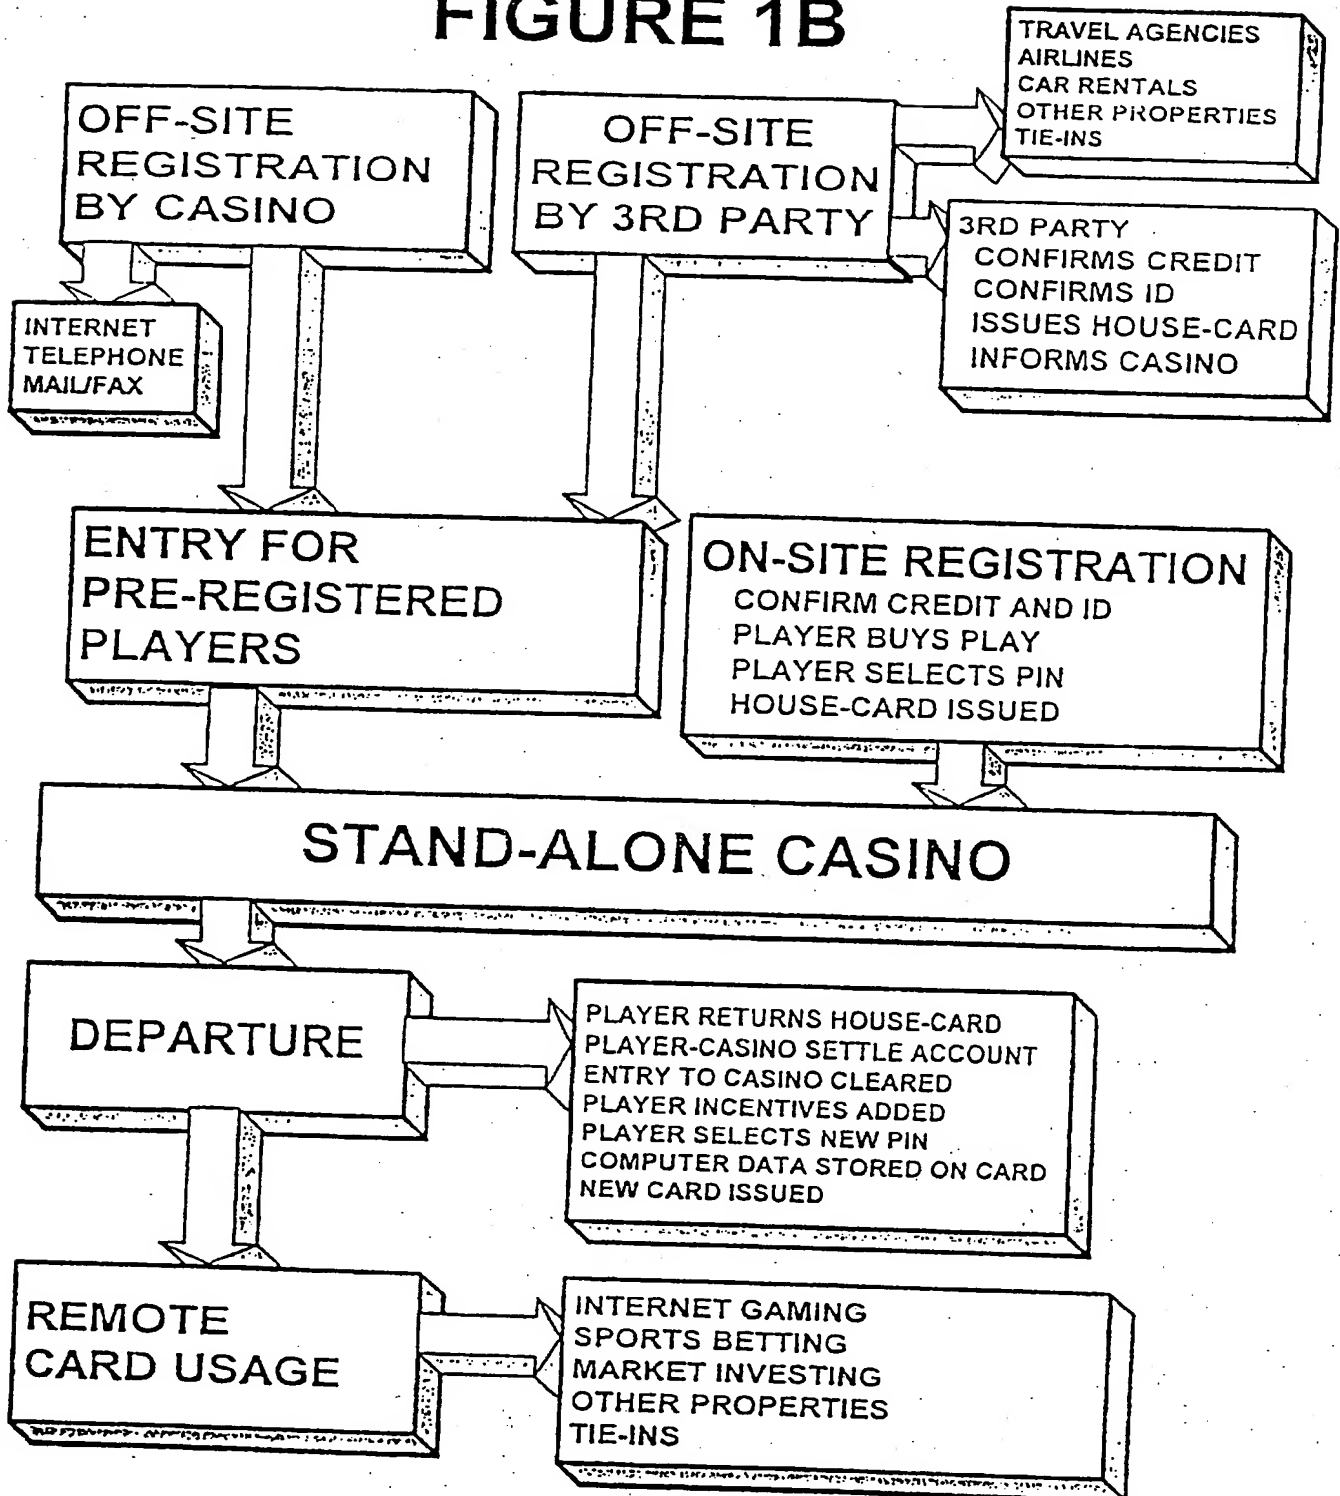 FIGURE 1B
OFF-SITE
REGISTRATION
BY CASINO
OFF-SITE
REGISTRATION
BY 3RD PARTY
TRAVEL AGENCIES
AIRLINES
CAR RENTALS
OTHER PROPERTIES
TIE-INS
3RD PARTY
CONFIRMS CREDIT
CONFIRMS ID
ISSUES HOUSE-CARD
INFORMS CASINO
INTERNET
TELEPHONE
MAIL/FAX
ENTRY FOR
PRE-REGISTERED
PLAYERS
ON-SITE REGISTRATION
CONFIRM CREDIT AND ID
PLAYER BUYS PLAY
PLAYER SELECTS PIN
HOUSE-CARD ISSUED
STAND-ALONE CASINO
DEPARTURE
PLAYER RETURNS HOUSE-CARD
PLAYER-CASINO SETTLE ACCOUNT
ENTRY TO CASINO CLEARED
PLAYER INCENTIVES ADDED
PLAYER SELECTS NEW PIN
COMPUTER DATA STORED ON CARD
NEW CARD ISSUED
REMOTE
CARD USAGE
INTERNET GAMING
SPORTS BETTING
MARKET INVESTING
OTHER PROPERTIES
TIE-INS